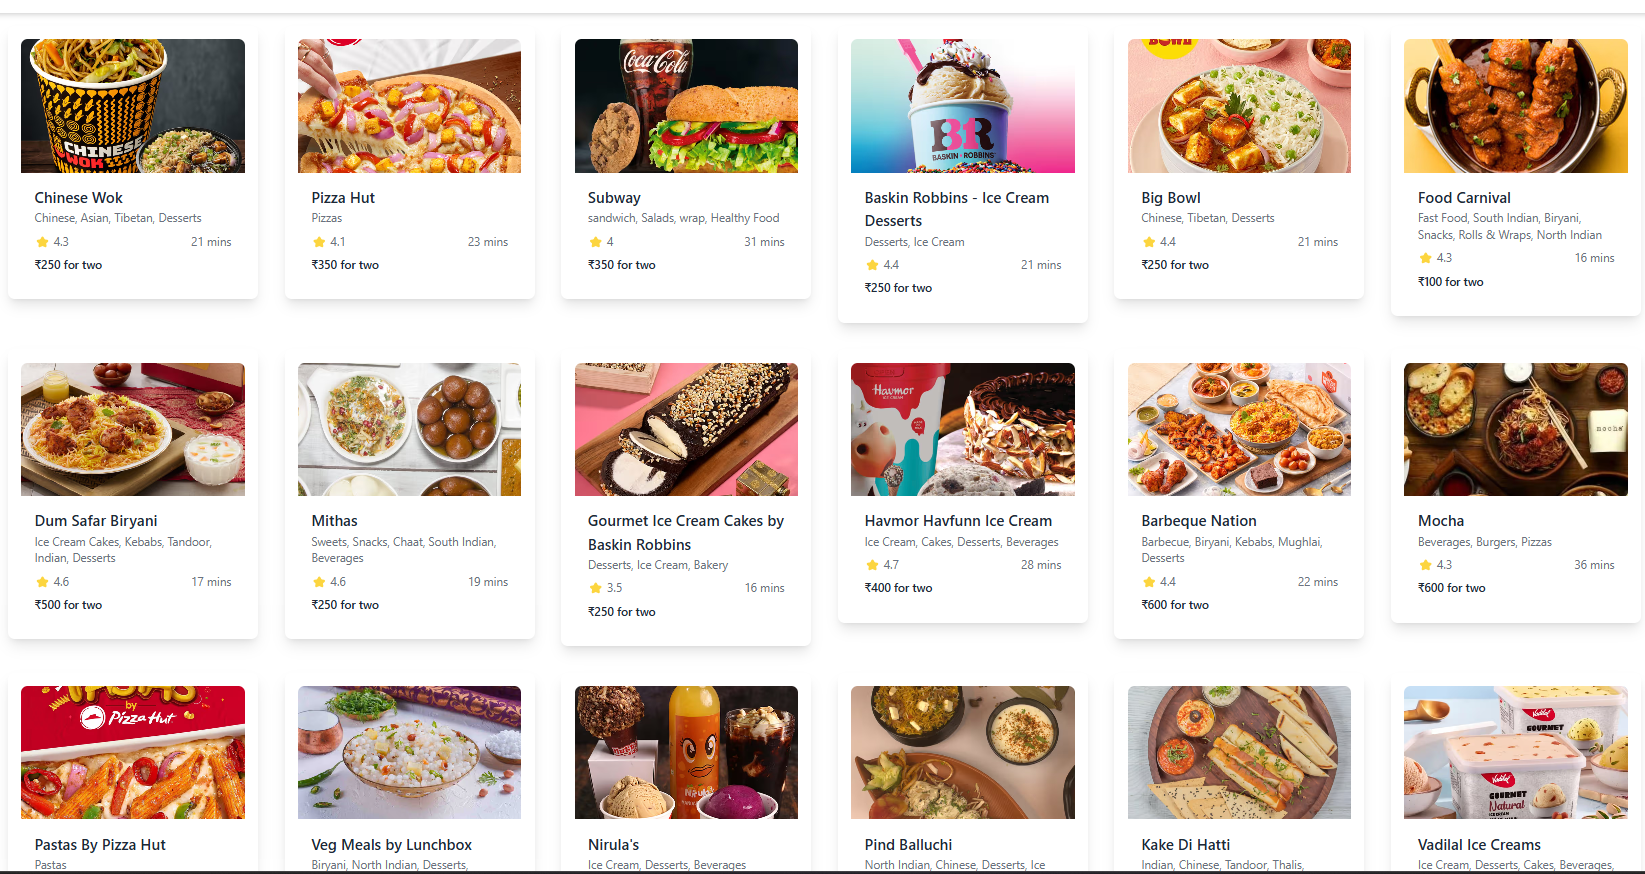 CHINESE
WOK
Chinese Wok
Chinese, Asian, Tibetan, Desserts
4.3 21 mins
₹250 for two
Pizza Hut
Pizzas
4.1 23 mins
₹350 for two
Coca-Cola
Subway
sandwich, Salads, wrap, Healthy Food
4 31 mins
₹350 for two
BR
BASKIN ROBBINS
Baskin Robbins - Ice Cream
Desserts
Desserts, Ice Cream
4.4 21 mins
₹250 for two
BOWL
Big Bowl
Chinese, Tibetan, Desserts
4.4 21 mins
₹250 for two
Food Carnival
Fast Food, South Indian, Biryani,
Snacks, Rolls & Wraps, North Indian
4.3 16 mins
₹100 for two
Dum Safar Biryani
Ice Cream Cakes, Kebabs, Tandoor,
Indian, Desserts
4.6 17 mins
₹500 for two
Mithas
Sweets, Snacks, Chaat, South Indian,
Beverages
4.6 19 mins
₹250 for two
Gourmet Ice Cream Cakes by
Baskin Robbins
Desserts, Ice Cream, Bakery
3.5 16 mins
₹250 for two
Havmor
ICE CREAM
Havmor Havfunn Ice Cream
Ice Cream, Cakes, Desserts, Beverages
4.7 28 mins
₹400 for two
Barbeque Nation
Barbecue, Biryani, Kebabs, Mughlai,
Desserts
4.4 22 mins
₹600 for two
mocha
Mocha
Beverages, Burgers, Pizzas
4.3 36 mins
₹600 for two
PASTAS
by
Pizza Hut
Pastas By Pizza Hut
Pastas
Veg Meals by Lunchbox
Biryani, North Indian, Desserts,
Nirula's
Ice Cream, Desserts, Beverages
Pind Balluchi
North Indian, Chinese, Desserts, Ice
Kake Di Hatti
Indian, Chinese, Tandoor, Thalis,
Vadilal
GOURMET
Vadilal
GOURMET
Natural
Vadilal Ice Creams
Ice Cream, Desserts, Cakes, Beverages,